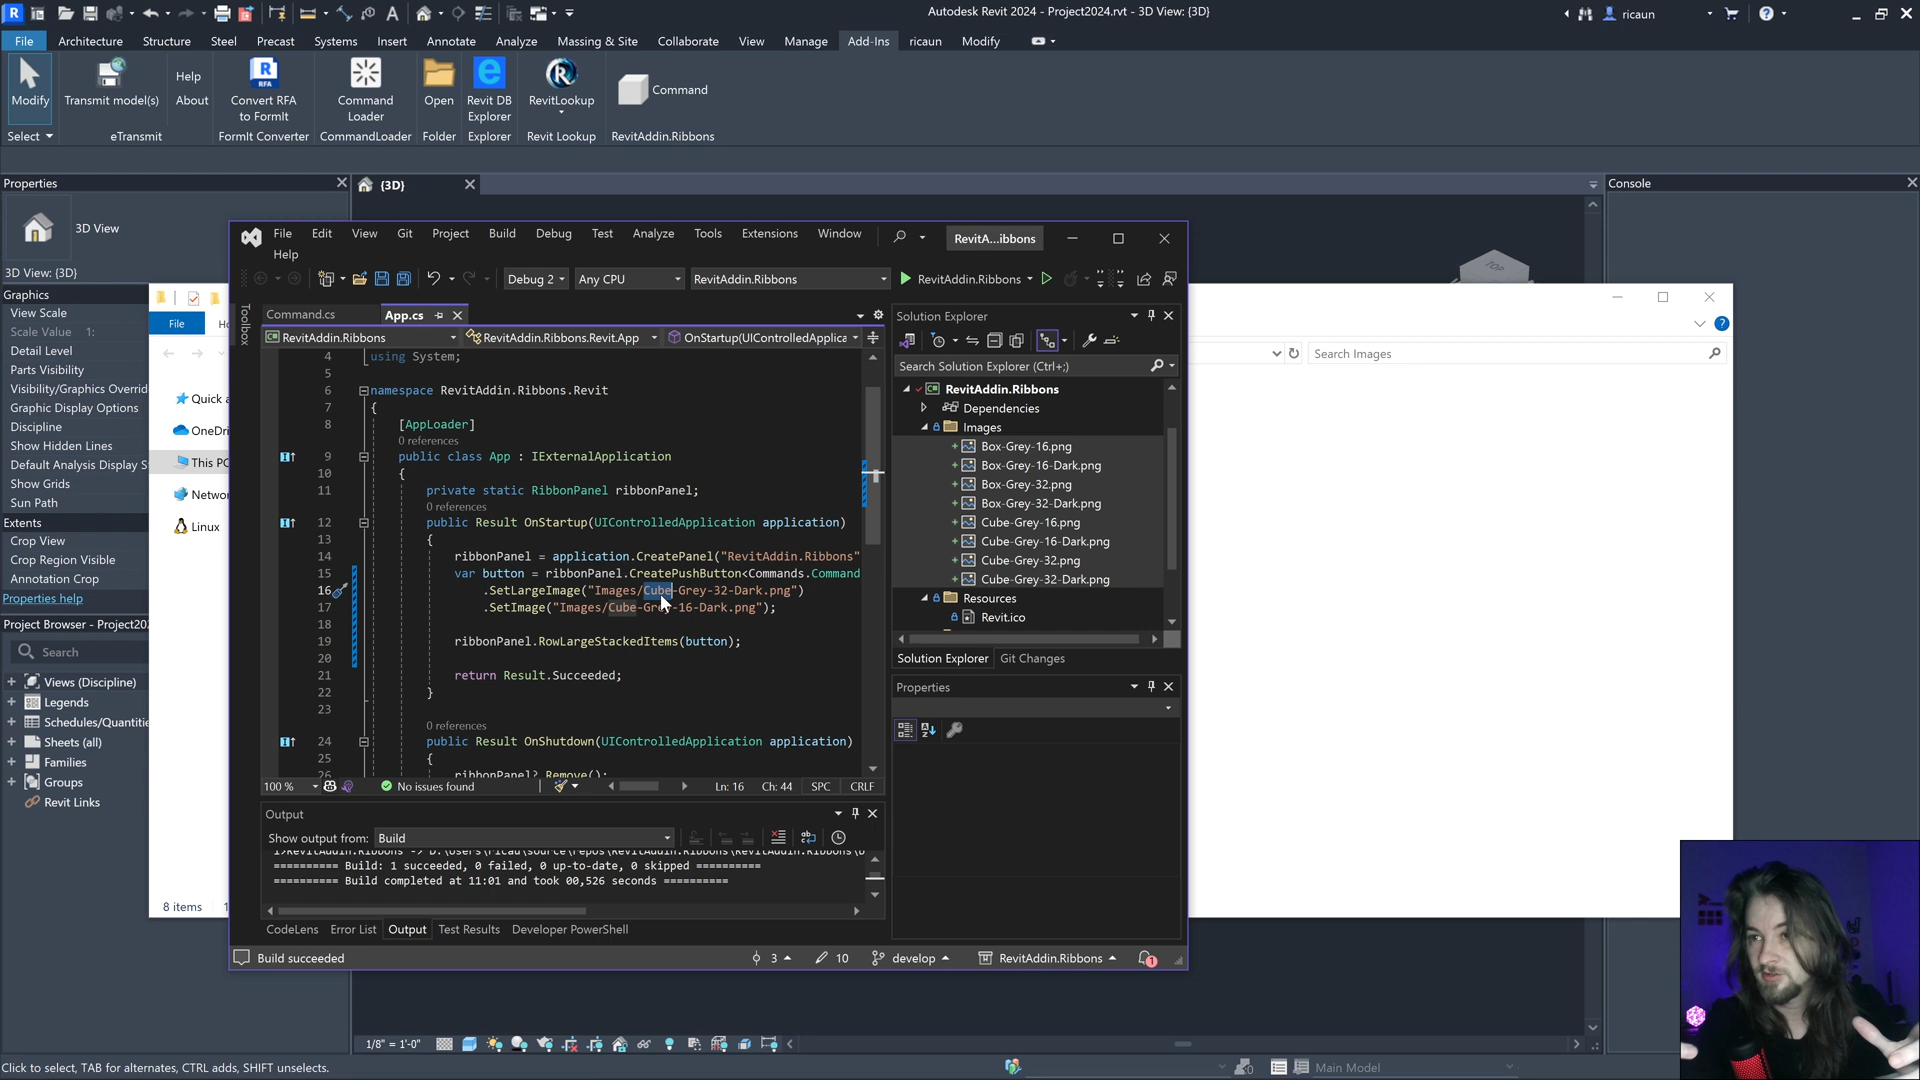 Autodesk Revit 2024 - Project2024.rvt - 3D View: {3D}
ricaun
File Architecture Structure Steel Precast Systems Insert Annotate Analyze Massing & Site Collaborate View Manage Add-Ins ricaun Modify
Modify
Transmit model(s)
Help
About
Convert RFA
to FormIt
Command
Loader
Open
Revit DB
Explorer
RevitLookup
Command
Select
eTransmit
FormIt Converter
CommandLoader
Folder
Explorer
Revit Lookup
RevitAddin.Ribbons
Properties
{3D}
Console
3D View
3D View: {3D}
Graphics
View Scale
Scale Value 1:
Detail Level
Parts Visibility
Visibility/Graphics Overrid
Graphic Display Options
Discipline
Show Hidden Lines
Default Analysis Display S
Show Grids
Sun Path
Extents
Crop View
Crop Region Visible
Annotation Crop
Properties help
Project Browser - Project202
Search
Views (Discipline)
Legends
Schedules/Quantitie
Sheets (all)
Families
Groups
Revit Links
File
Quick a
OneDri
This PC
Networ
Linux
8 items
Search Images
TOP
File Edit View Git Project Build Debug Test Analyze Tools Extensions Window
Help
RevitA...ibbons
Debug 2
Any CPU
RevitAddin.Ribbons
RevitAddin.Ribbons
Toolbox
Command.cs
App.cs
RevitAddin.Ribbons
RevitAddin.Ribbons.Revit.App
OnStartup(UIControlledApplica
4 using System;
5
6 namespace RevitAddin.Ribbons.Revit
7 {
8 [AppLoader]
0 references
9 public class App : IExternalApplication
10 {
11 private static RibbonPanel ribbonPanel;
0 references
12 public Result OnStartup(UIControlledApplication application)
13 {
14 ribbonPanel = application.CreatePanel("RevitAddin.Ribbons"
15 var button = ribbonPanel.CreatePushButton<Commands.Command
16 .SetLargeImage("Images/Cube-Grey-32-Dark.png")
17 .SetImage("Images/Cube-Grey-16-Dark.png");
18
19 ribbonPanel.RowLargeStackedItems(button);
20
21 return Result.Succeeded;
22 }
23
0 references
24 public Result OnShutdown(UIControlledApplication application)
25 {
26 ribbonPanel?.Remove();
100 %
No issues found
Ln: 16
Ch: 44
SPC
CRLF
Solution Explorer
Search Solution Explorer (Ctrl+;)
RevitAddin.Ribbons
Dependencies
Images
Box-Grey-16.png
Box-Grey-16-Dark.png
Box-Grey-32.png
Box-Grey-32-Dark.png
Cube-Grey-16.png
Cube-Grey-16-Dark.png
Cube-Grey-32.png
Cube-Grey-32-Dark.png
Resources
Revit.ico
Solution Explorer
Git Changes
Properties
Output
Show output from:
Build
========== Build: 1 succeeded, 0 failed, 0 up-to-date, 0 skipped ==========
========== Build completed at 11:01 and took 00,526 seconds ==========
CodeLens
Error List
Output
Test Results
Developer PowerShell
Build succeeded
3
10
develop
RevitAddin.Ribbons
1
1/8" = 1'-0"
Click to select, TAB for alternates, CTRL adds, SHIFT unselects.
:0
Main Model